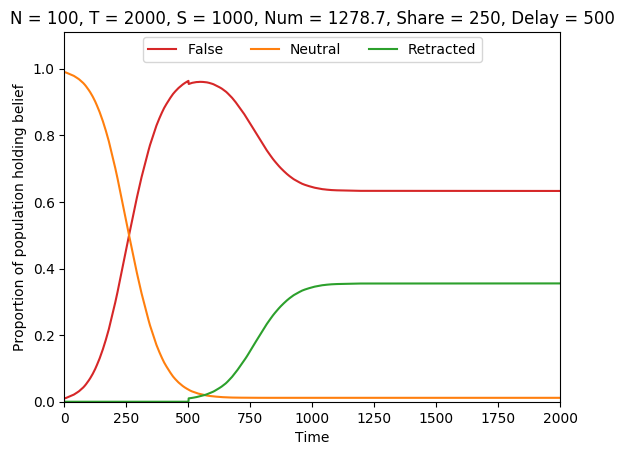 N = 100, T = 2000, S = 1000, Num = 1278.7, Share = 250, Delay = 500
False Neutral Retracted
1.0
0.8
0.6
0.4
0.2
0.0
Proportion of population holding belief
0 250 500 750 1000 1250 1500 1750 2000
Time